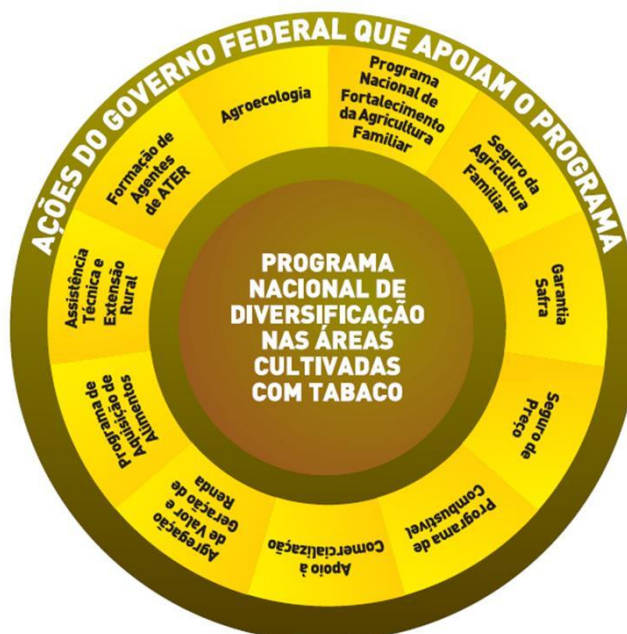 AÇÕES DO GOVERNO FEDERAL QUE APOIAM O PROGRAMA
Programa
Nacional de
Fortalecimento
da Agricultura
Familiar
Seguro da
Agricultura
Familiar
Garantia
Safra
Seguro de
Preço
Programa de
Combustível
Apoio à
Comercialização
Agregação
de Valor e
Geração de
Renda
Programa de
Aquisição de
Alimentos
Assistência
Técnica e
Extensão
Rural
Formação de
Agentes
de ATER
Agroecologia
PROGRAMA
NACIONAL DE
DIVERSIFICAÇÃO
NAS ÁREAS
CULTIVADAS
COM TABACO